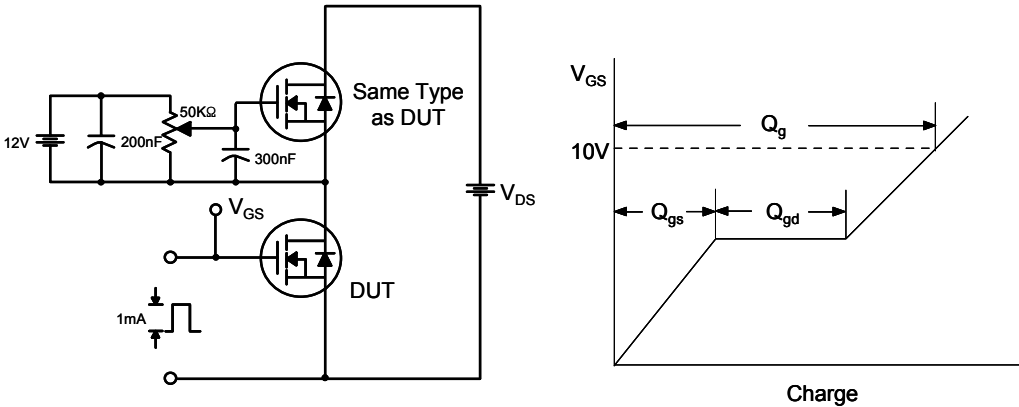 12V
200nF
50KΩ
300nF
Same Type
as DUT
V_GS
DUT
1mA
V_DS
V_GS
10V
Q_g
Q_gs
Q_gd
Charge